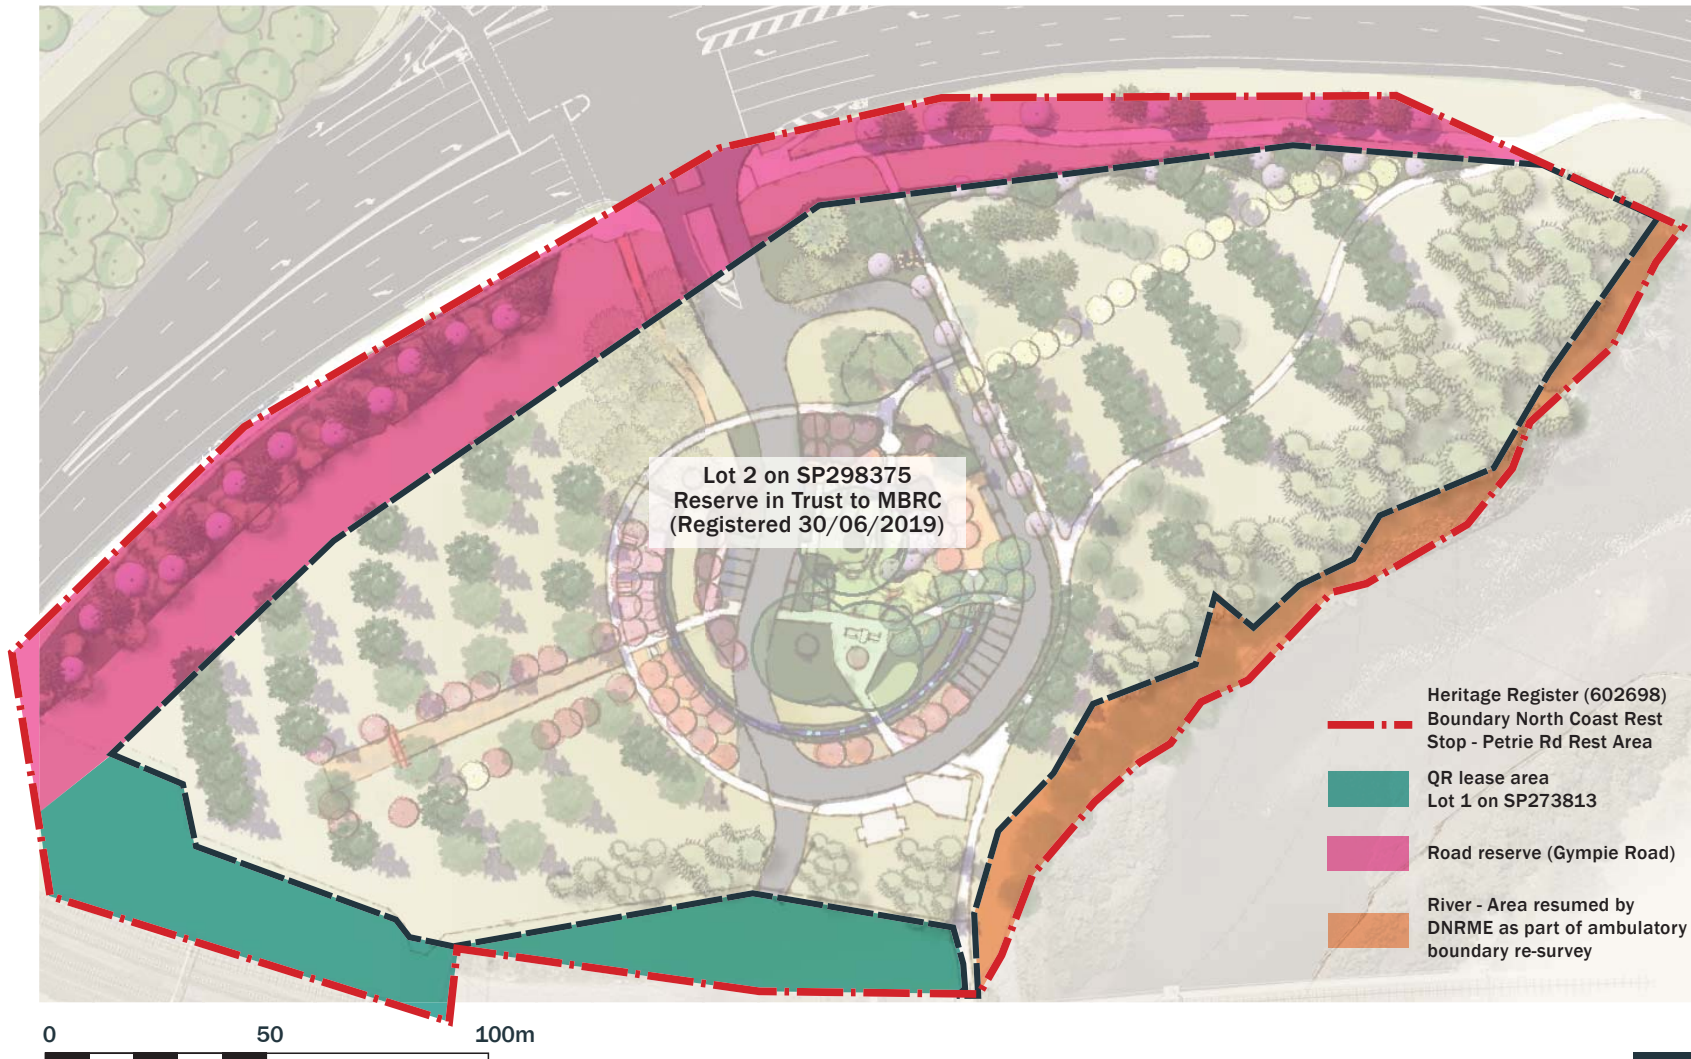 Lot 2 on SP298375
Reserve in Trust to MBRC
(Registered 30/06/2019)
Heritage Register (602698)
Boundary North Coast Rest
Stop - Petrie Rd Rest Area
QR lease area
Lot 1 on SP273813
Road reserve (Gympie Road)
River - Area resumed by
DNRME as part of ambulatory
boundary re-survey
0 50 100m